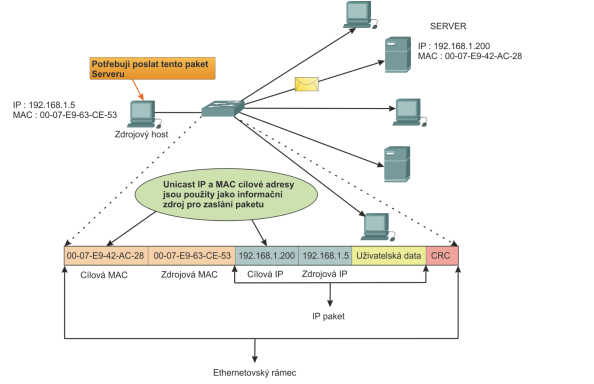 SERVER
IP : 192.168.1.200
MAC : 00-07-E9-42-AC-28
Potřebuji poslat tento paket
Serveru
IP : 192.168.1.5
MAC : 00-07-E9-63-CE-53
Zdrojový host
Unicast IP a MAC cílové adresy
jsou použity jako informační
zdroj pro zaslání paketu
00-07-E9-42-AC-28 00-07-E9-63-CE-53 192.168.1.200 192.168.1.5 Uživatelská data CRC
Cílová MAC Zdrojová MAC Cílová IP Zdrojová IP
IP paket
Ethernetovský rámec